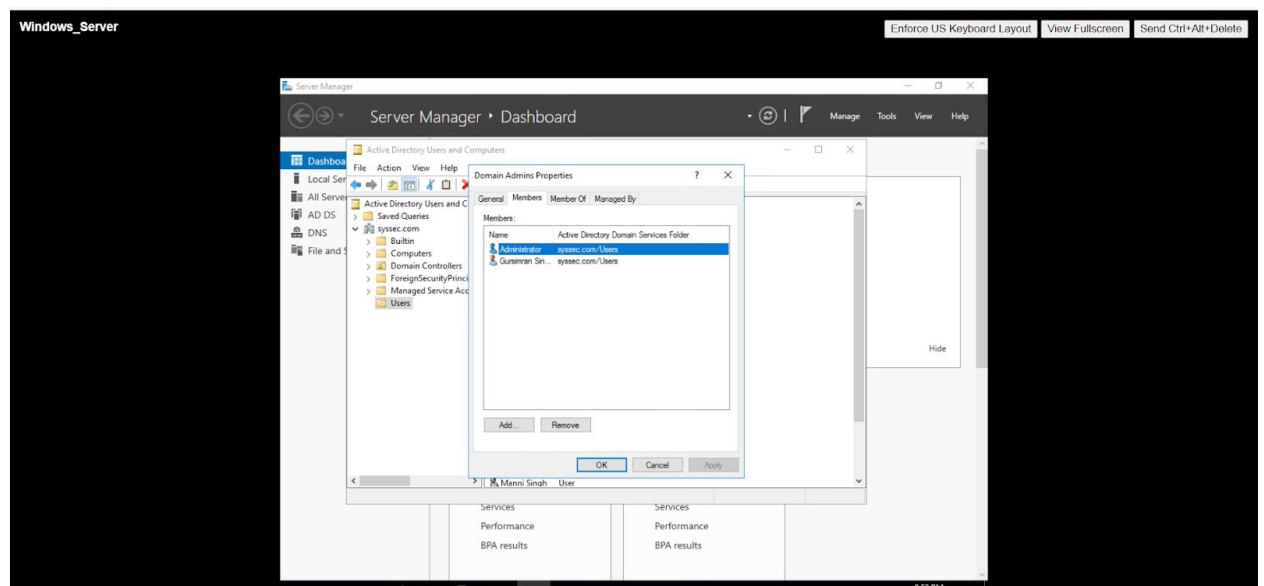 Windows_Server
Enforce US Keyboard Layout View Fullscreen Send Ctrl+Alt+Delete
Server Manager
Server Manager Dashboard
Manage Tools View Help
Active Directory Users and Computers
File Action View Help
Dashboa
Local Ser
All Server
AD DS
DNS
File and S
Active Directory Users and C
Saved Queries
syssec.com
Builtin
Computers
Domain Controllers
ForeignSecurityPrinci
Managed Service Acc
Users
Domain Admins Properties ? ×
General Members Member Of Managed By
Members:
Name Active Directory Domain Services Folder
Administrator syssec.com/Users
Gursimran Sin... syssec.com/Users
Add... Remove
OK Cancel Apply
Hide
Manni Singh User
Services Services
Performance Performance
BPA results BPA results